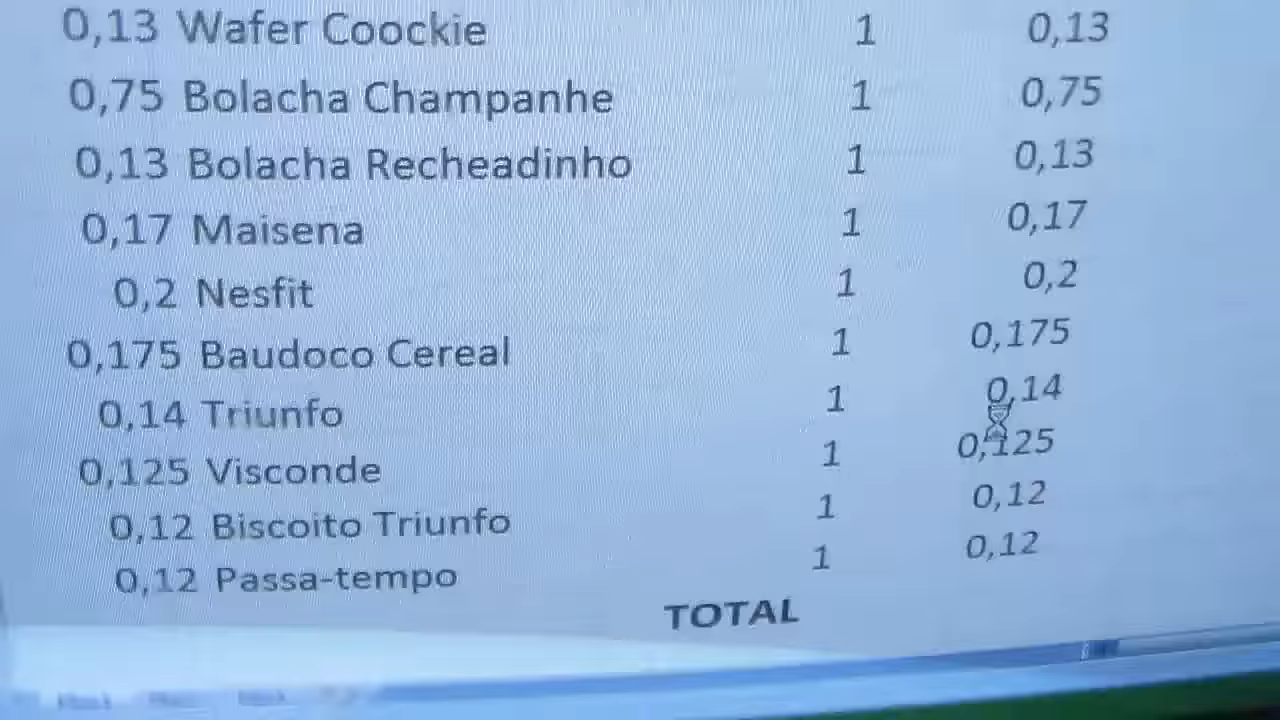 0,13 Wafer Coockie 1 0,13
0,75 Bolacha Champanhe 1 0,75
0,13 Bolacha Recheadinho 1 0,13
0,17 Maisena 1 0,17
0,2 Nesfit 1 0,2
0,175 Baudoco Cereal 1 0,175
0,14 Triunfo 1 0,14
0,125 Visconde 1 0,125
0,12 Biscoito Triunfo 1 0,12
0,12 Passa-tempo 1 0,12
TOTAL